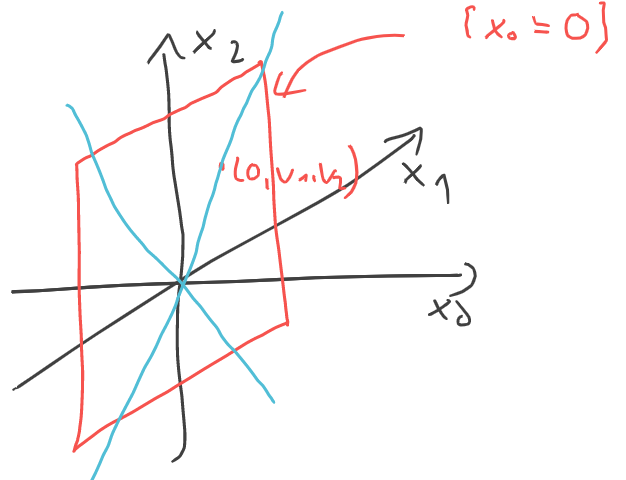 {x₀ = 0}
x₂
(0, v₁, v₂)
x₁
x₀